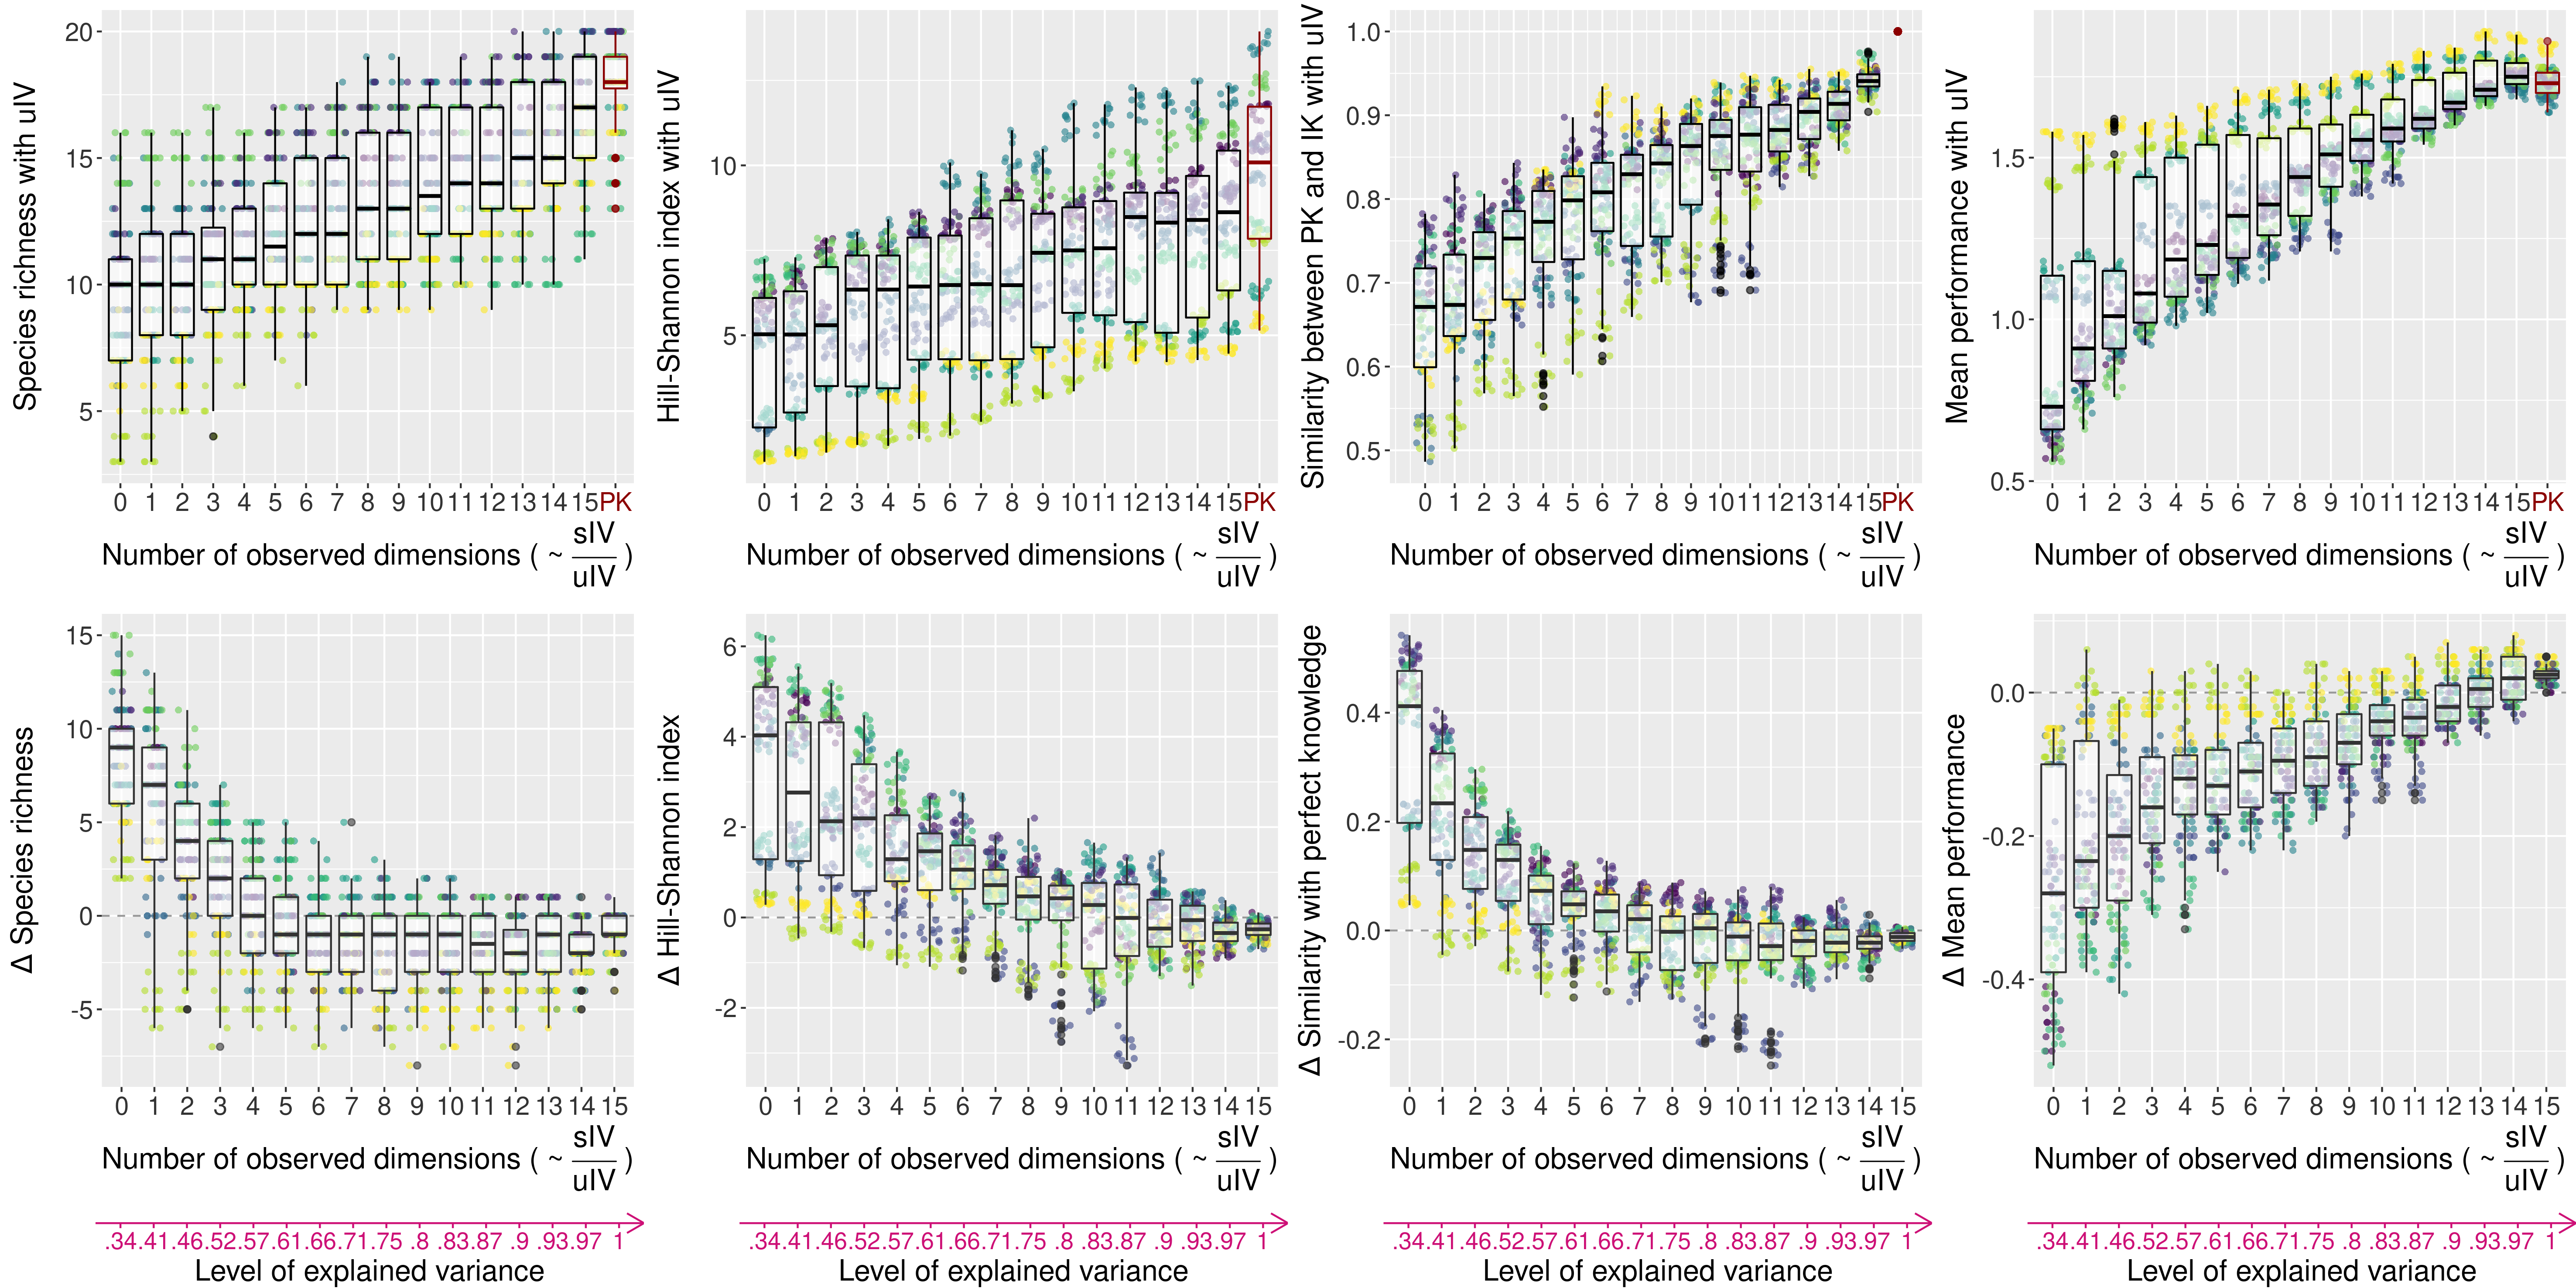 Species richness with uIV
20
15
10
5
0 1 2 3 4 5 6 7 8 9 10 11 12 13 14 15 PK
Number of observed dimensions ( ~ sIV / uIV )
Hill-Shannon index with uIV
10
5
0 1 2 3 4 5 6 7 8 9 10 11 12 13 14 15 PK
Number of observed dimensions ( ~ sIV / uIV )
Similarity between PK and IK with uIV
1.0
0.9
0.8
0.7
0.6
0.5
0 1 2 3 4 5 6 7 8 9 10 11 12 13 14 15 PK
Number of observed dimensions ( ~ sIV / uIV )
Mean performance with uIV
1.5
1.0
0.5
0 1 2 3 4 5 6 7 8 9 10 11 12 13 14 15 PK
Number of observed dimensions ( ~ sIV / uIV )
Δ Species richness
15
10
5
0
-5
0 1 2 3 4 5 6 7 8 9 10 11 12 13 14 15
Number of observed dimensions ( ~ sIV / uIV )
.34 .41 .46 .52 .57 .61 .66 .71 .75 .8 .83 .87 .9 .93 .97 1
Level of explained variance
Δ Hill-Shannon index
6
4
2
0
-2
0 1 2 3 4 5 6 7 8 9 10 11 12 13 14 15
Number of observed dimensions ( ~ sIV / uIV )
.34 .41 .46 .52 .57 .61 .66 .71 .75 .8 .83 .87 .9 .93 .97 1
Level of explained variance
Δ Similarity with perfect knowledge
0.4
0.2
0.0
-0.2
0 1 2 3 4 5 6 7 8 9 10 11 12 13 14 15
Number of observed dimensions ( ~ sIV / uIV )
.34 .41 .46 .52 .57 .61 .66 .71 .75 .8 .83 .87 .9 .93 .97 1
Level of explained variance
Δ Mean performance
0.0
-0.2
-0.4
0 1 2 3 4 5 6 7 8 9 10 11 12 13 14 15
Number of observed dimensions ( ~ sIV / uIV )
.34 .41 .46 .52 .57 .61 .66 .71 .75 .8 .83 .87 .9 .93 .97 1
Level of explained variance